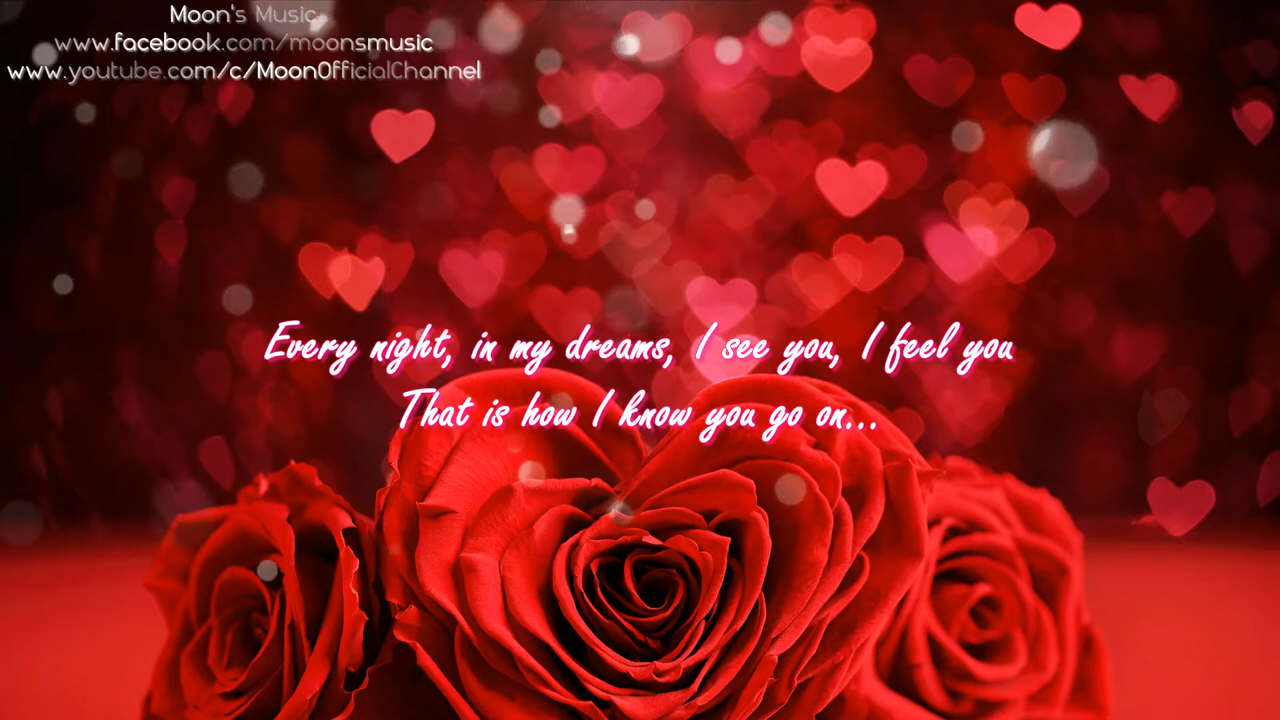 Moon's Music
www.facebook.com/moonsmusic
www.youtube.com/c/MoonOfficialChannel
Every night, in my dreams, I see you, I feel you
That is how I know you go on...